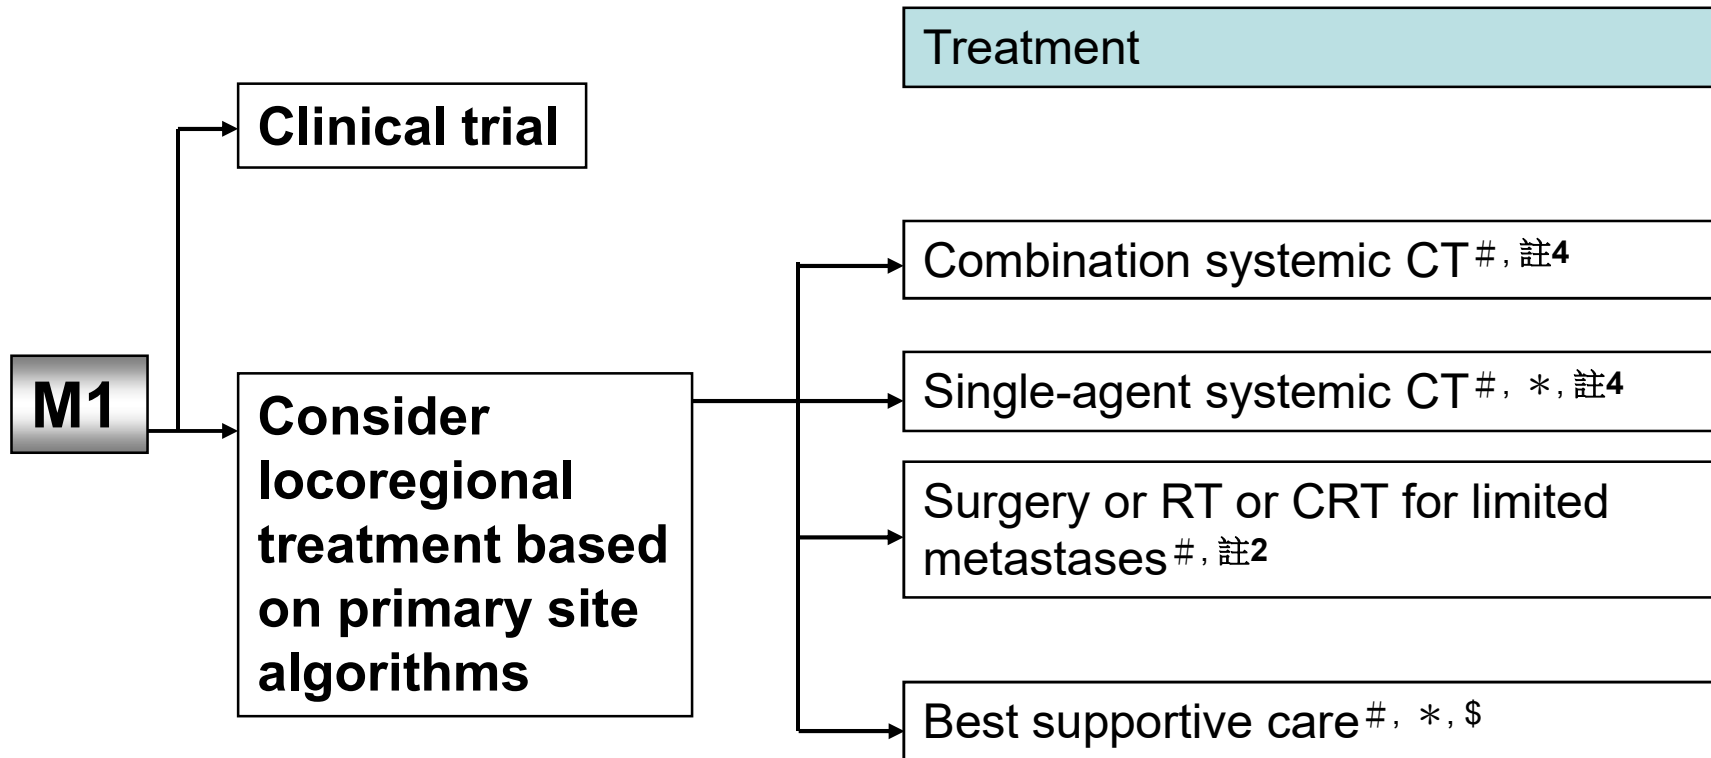 Treatment
Clinical trial
Combination systemic CT#, 註4
M1
Consider
locoregional
treatment based
on primary site
algorithms
Single-agent systemic CT#, *, 註4
Surgery or RT or CRT for limited
metastases#, 註2
Best supportive care#, *, $